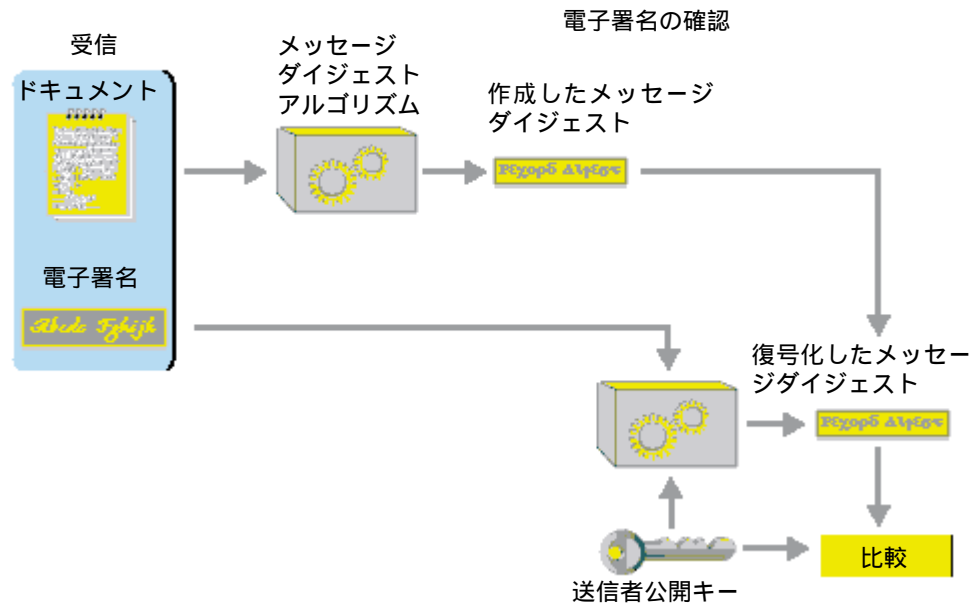 電子署名の確認
受信
メッセージ
ダイジェスト
アルゴリズム
ドキュメント
作成したメッセージ
ダイジェスト
電子署名
復号化したメッセー
ジダイジェスト
比較
送信者公開キー